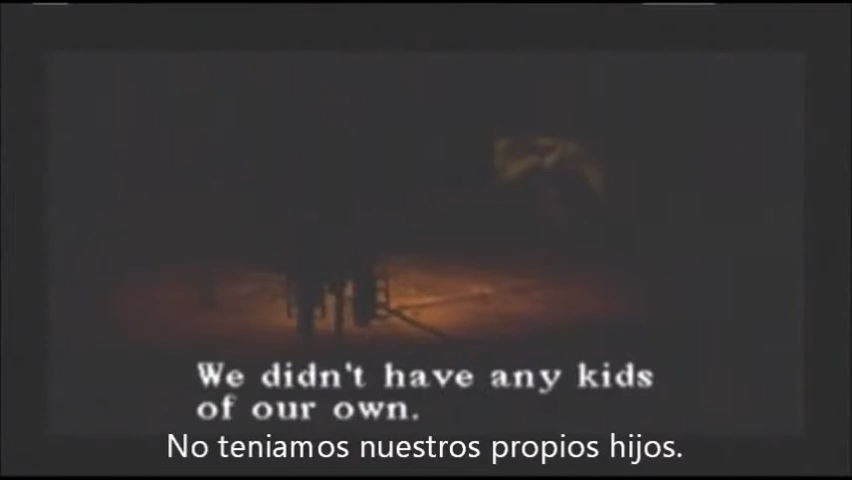 We didn't have any kids
of our own.
No teniamos nuestros propios hijos.